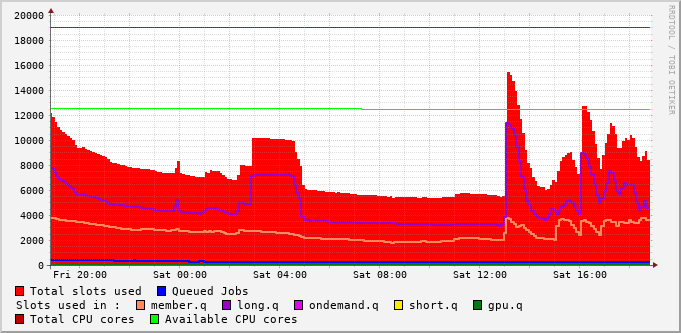 20000
18000
16000
14000
12000
10000
8000
6000
4000
2000
0
Fri 20:00 Sat 00:00 Sat 04:00 Sat 08:00 Sat 12:00 Sat 16:00
Total slots used Queued Jobs
Slots used in : member.q long.q ondemand.q short.q gpu.q
Total CPU cores Available CPU cores
RRDTOOL / TOBI OETIKER